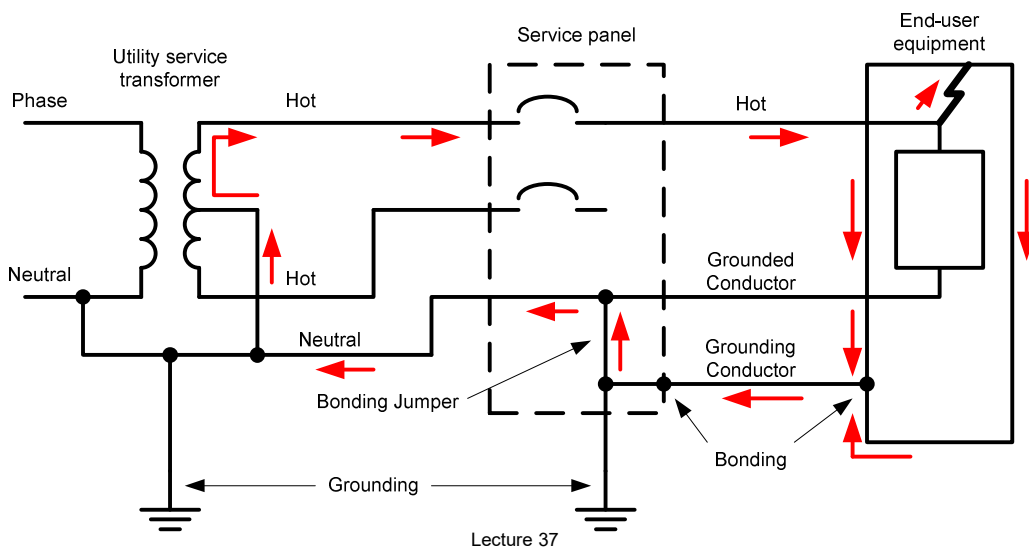 End-user
equipment
Service panel
Utility service
transformer
Phase
Hot
Hot
Grounded
Conductor
Neutral
Hot
Neutral
Grounding
Conductor
Bonding Jumper
Bonding
Grounding
Lecture 37